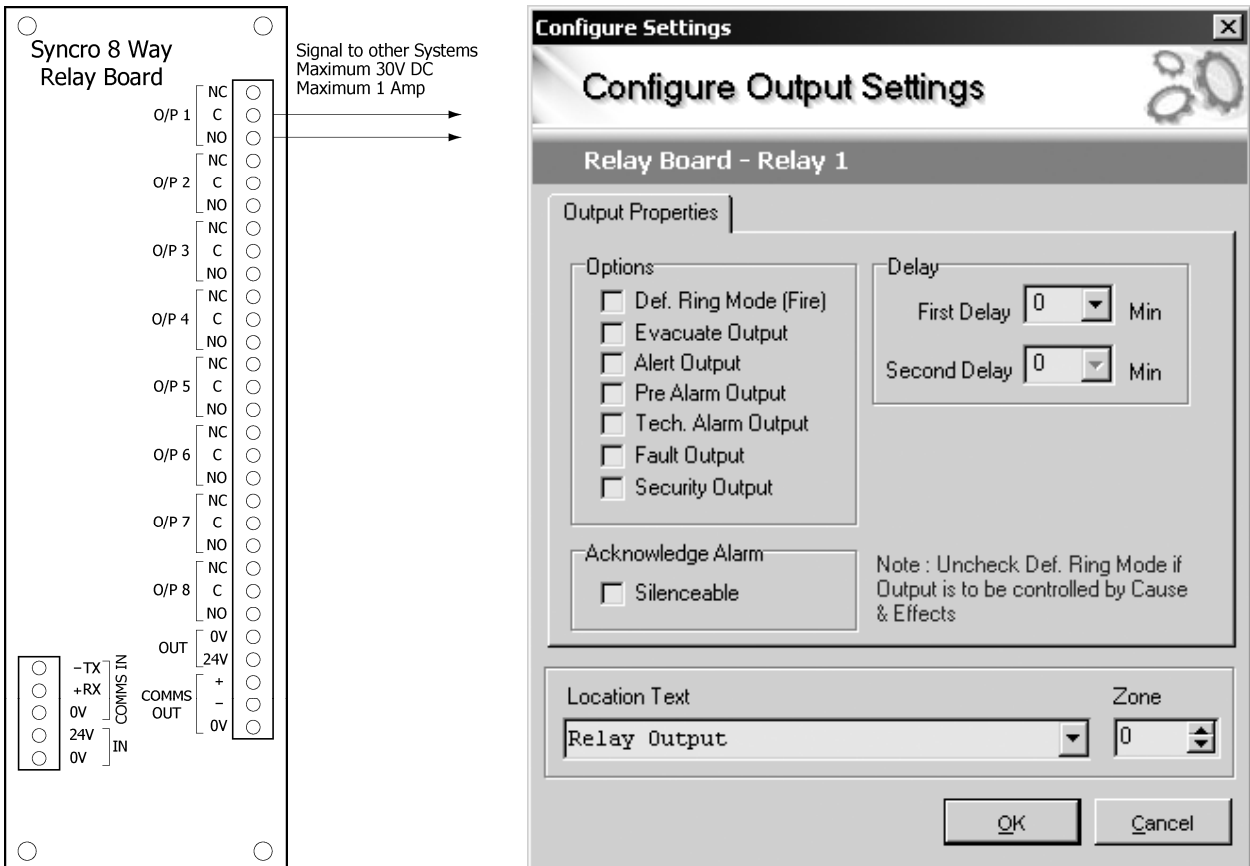 Syncro 8 Way
Relay Board
Signal to other Systems
Maximum 30V DC
Maximum 1 Amp
O/P 1
NC
C
NO
O/P 2
NC
C
NO
O/P 3
NC
C
NO
O/P 4
NC
C
NO
O/P 5
NC
C
NO
O/P 6
NC
C
NO
O/P 7
NC
C
NO
O/P 8
NC
C
NO
OUT
0V
24V
COMMS
OUT
+
−
0V
−TX
+RX
0V
COMMS IN
24V
0V
IN
Configure Settings
Configure Output Settings
Relay Board - Relay 1
Output Properties
Options
Def. Ring Mode (Fire)
Evacuate Output
Alert Output
Pre Alarm Output
Tech. Alarm Output
Fault Output
Security Output
Delay
First Delay 0 Min
Second Delay 0 Min
Acknowledge Alarm
Silenceable
Note : Uncheck Def. Ring Mode if
Output is to be controlled by Cause
& Effects
Location Text
Relay Output
Zone
0
OK
Cancel